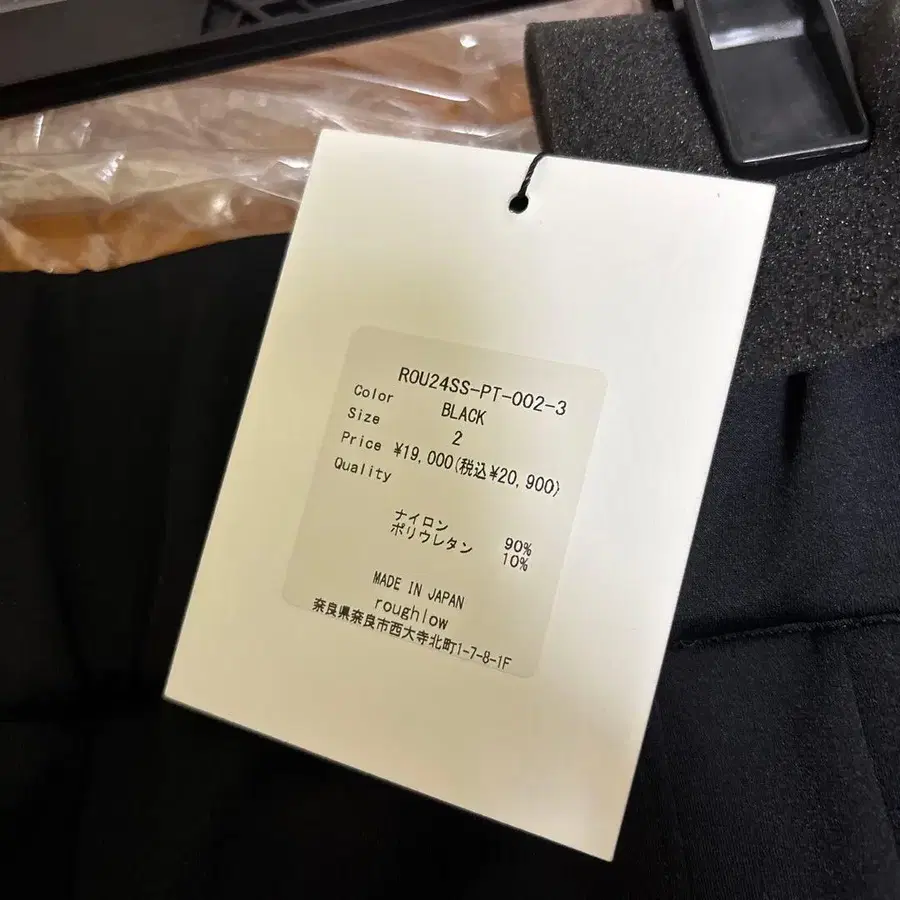 ROU24SS-PT-002-3
Color BLACK
Size 2
Price ¥19,000(税込¥20,900)
Quality
ナイロン 90%
ポリウレタン 10%
MADE IN JAPAN
roughlow
奈良県奈良市西大寺北町1-7-8-1F